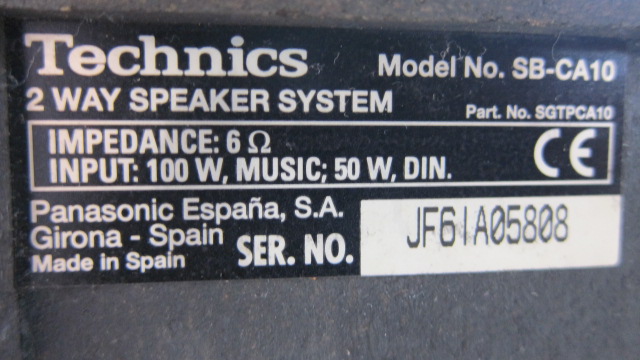 Technics Model No. SB-CA10
2 WAY SPEAKER SYSTEM Part. No. SGTPCA10
IMPEDANCE: 6 Ω
INPUT: 100 W, MUSIC; 50 W, DIN.
CE
Panasonic España, S.A.
Girona - Spain
Made in Spain
SER. NO. JF6IA05808